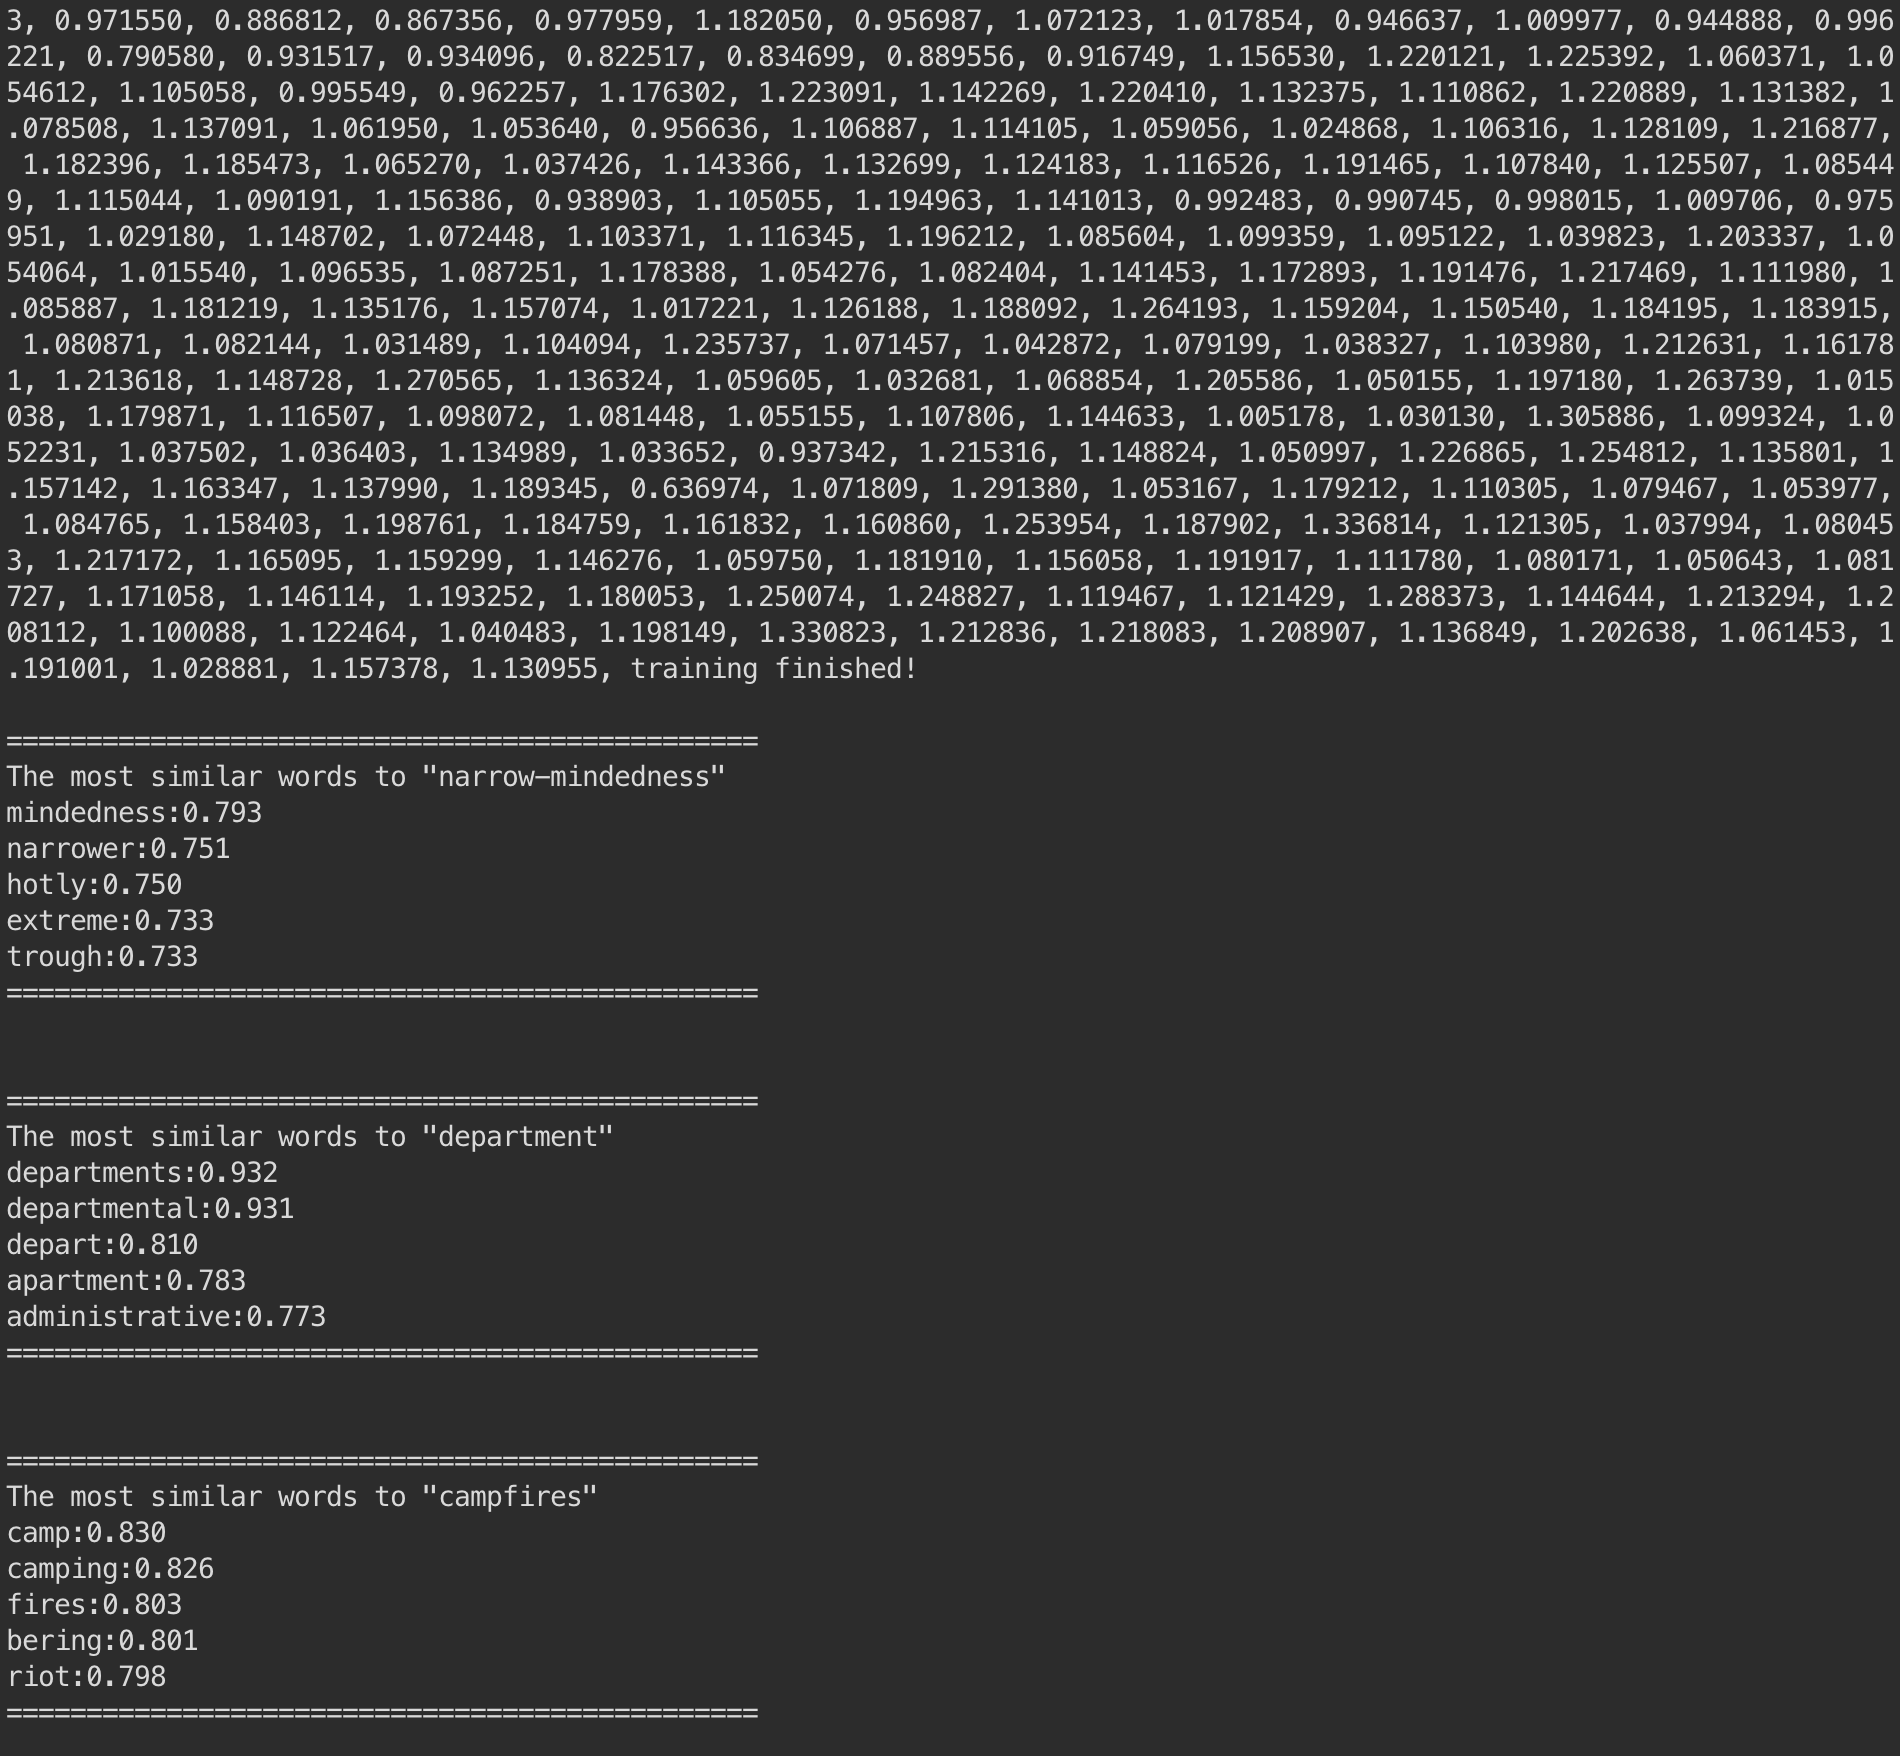 3, 0.971550, 0.886812, 0.867356, 0.977959, 1.182050, 0.956987, 1.072123, 1.017854, 0.946637, 1.009977, 0.944888, 0.996
221, 0.790580, 0.931517, 0.934096, 0.822517, 0.834699, 0.889556, 0.916749, 1.156530, 1.220121, 1.225392, 1.060371, 1.0
54612, 1.105058, 0.995549, 0.962257, 1.176302, 1.223091, 1.142269, 1.220410, 1.132375, 1.110862, 1.220889, 1.131382, 1
.078508, 1.137091, 1.061950, 1.053640, 0.956636, 1.106887, 1.114105, 1.059056, 1.024868, 1.106316, 1.128109, 1.216877,
1.182396, 1.185473, 1.065270, 1.037426, 1.143366, 1.132699, 1.124183, 1.116526, 1.191465, 1.107840, 1.125507, 1.08544
9, 1.115044, 1.090191, 1.156386, 0.938903, 1.105055, 1.194963, 1.141013, 0.992483, 0.990745, 0.998015, 1.009706, 0.975
951, 1.029180, 1.148702, 1.072448, 1.103371, 1.116345, 1.196212, 1.085604, 1.099359, 1.095122, 1.039823, 1.203337, 1.0
54064, 1.015540, 1.096535, 1.087251, 1.178388, 1.054276, 1.082404, 1.141453, 1.172893, 1.191476, 1.217469, 1.111980, 1
.085887, 1.181219, 1.135176, 1.157074, 1.017221, 1.126188, 1.188092, 1.264193, 1.159204, 1.150540, 1.184195, 1.183915,
1.080871, 1.082144, 1.031489, 1.104094, 1.235737, 1.071457, 1.042872, 1.079199, 1.038327, 1.103980, 1.212631, 1.16178
1, 1.213618, 1.148728, 1.270565, 1.136324, 1.059605, 1.032681, 1.068854, 1.205586, 1.050155, 1.197180, 1.263739, 1.015
038, 1.179871, 1.116507, 1.098072, 1.081448, 1.055155, 1.107806, 1.144633, 1.005178, 1.030130, 1.305886, 1.099324, 1.0
52231, 1.037502, 1.036403, 1.134989, 1.033652, 0.937342, 1.215316, 1.148824, 1.050997, 1.226865, 1.254812, 1.135801, 1
.157142, 1.163347, 1.137990, 1.189345, 0.636974, 1.071809, 1.291380, 1.053167, 1.179212, 1.110305, 1.079467, 1.053977,
1.084765, 1.158403, 1.198761, 1.184759, 1.161832, 1.160860, 1.253954, 1.187902, 1.336814, 1.121305, 1.037994, 1.08045
3, 1.217172, 1.165095, 1.159299, 1.146276, 1.059750, 1.181910, 1.156058, 1.191917, 1.111780, 1.080171, 1.050643, 1.081
727, 1.171058, 1.146114, 1.193252, 1.180053, 1.250074, 1.248827, 1.119467, 1.121429, 1.288373, 1.144644, 1.213294, 1.2
08112, 1.100088, 1.122464, 1.040483, 1.198149, 1.330823, 1.212836, 1.218083, 1.208907, 1.136849, 1.202638, 1.061453, 1
.191001, 1.028881, 1.157378, 1.130955, training finished!
===============================================
The most similar words to "narrow-mindedness"
mindedness:0.793
narrower:0.751
hotly:0.750
extreme:0.733
trough:0.733
===============================================
===============================================
The most similar words to "department"
departments:0.932
departmental:0.931
depart:0.810
apartment:0.783
administrative:0.773
===============================================
===============================================
The most similar words to "campfires"
camp:0.830
camping:0.826
fires:0.803
bering:0.801
riot:0.798
===============================================